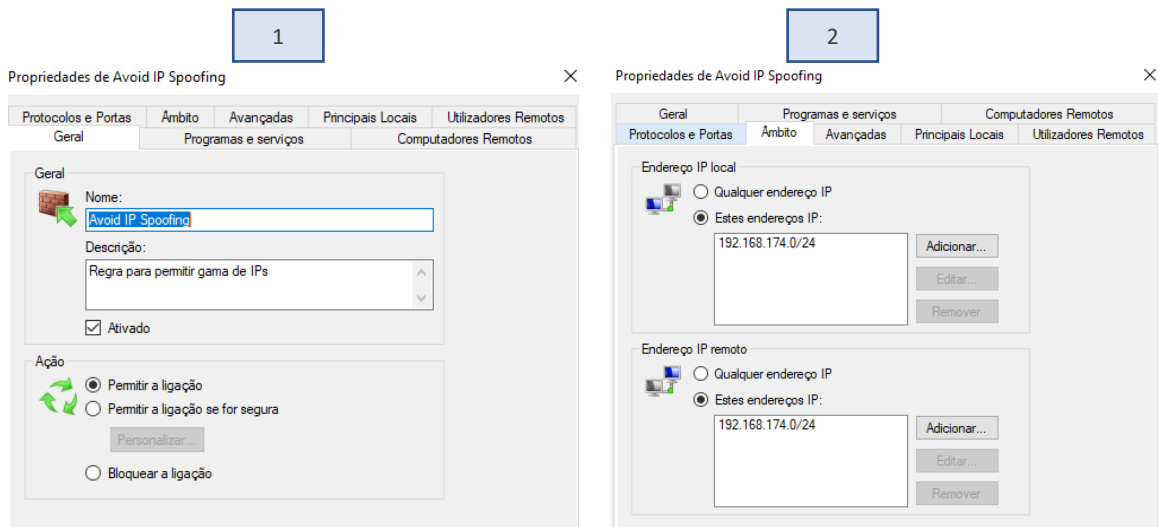 1
Propriedades de Avoid IP Spoofing
Protocolos e Portas Âmbito Avançadas Principais Locais Utilizadores Remotos
Geral Programas e serviços Computadores Remotos
Geral
Nome:
Avoid IP Spoofing
Descrição:
Regra para permitir gama de IPs
Ativado
Ação
Permitir a ligação
Permitir a ligação se for segura
Personalizar...
Bloquear a ligação
2
Propriedades de Avoid IP Spoofing
Geral Programas e serviços Computadores Remotos
Protocolos e Portas Âmbito Avançadas Principais Locais Utilizadores Remotos
Endereço IP local
Qualquer endereço IP
Estes endereços IP:
192.168.174.0/24
Adicionar...
Editar...
Remover
Endereço IP remoto
Qualquer endereço IP
Estes endereços IP:
192.168.174.0/24
Adicionar...
Editar...
Remover